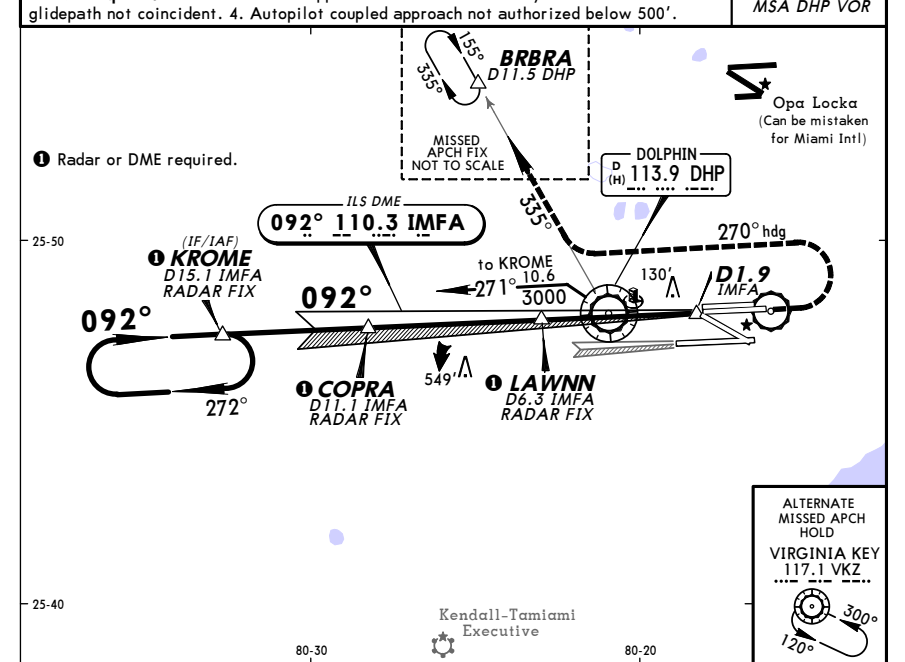 glidepath not coincident. 4. Autopilot coupled approach not authorized below 500'.
MSA DHP VOR
155°
335°
BRBRA
D11.5 DHP
MISSED
APCH FIX
NOT TO SCALE
Opa Locka
(Can be mistaken
for Miami Intl)
1 Radar or DME required.
DOLPHIN
D
(H) 113.9 DHP
ILS DME
092° 110.3 IMFA
335°
270° hdg
(IF/IAF)
1 KROME
D15.1 IMFA
RADAR FIX
25-50
to KROME
271° 10.6
3000
130'
D1.9
IMFA
092°
092°
272°
1 COPRA
D11.1 IMFA
RADAR FIX
549'
1 LAWNN
D6.3 IMFA
RADAR FIX
ALTERNATE
MISSED APCH
HOLD
VIRGINIA KEY
117.1 VKZ
300°
120°
25-40
Kendall-Tamiami
Executive
80-30
80-20